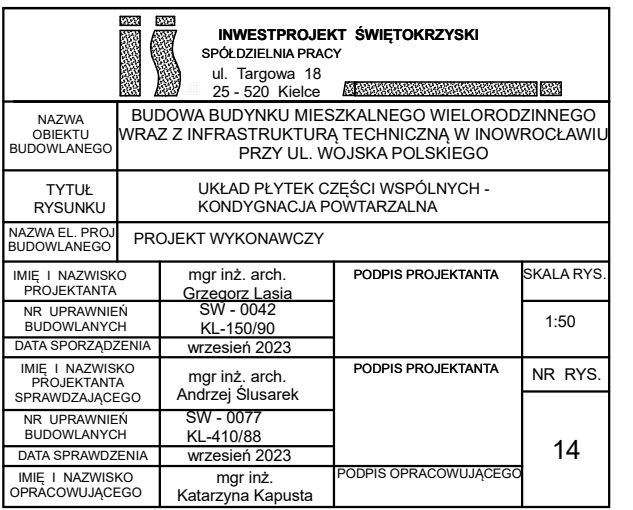 INWESTPROJEKT ŚWIĘTOKRZYSKI
SPÓŁDZIELNIA PRACY
ul. Targowa 18
25 - 520 Kielce
NAZWA
OBIEKTU
BUDOWLANEGO
BUDOWA BUDYNKU MIESZKALNEGO WIELORODZINNEGO
WRAZ Z INFRASTRUKTURĄ TECHNICZNĄ W INOWROCŁAWIU
PRZY UL. WOJSKA POLSKIEGO
TYTUŁ
RYSUNKU
UKŁAD PŁYTEK CZĘŚCI WSPÓLNYCH -
KONDYGNACJA POWTARZALNA
NAZWA EL. PROJ
BUDOWLANEGO
PROJEKT WYKONAWCZY
IMIĘ I NAZWISKO
PROJEKTANTA
mgr inż. arch.
Grzegorz Lasia
PODPIS PROJEKTANTA
SKALA RYS.
NR UPRAWNIEŃ
BUDOWLANYCH
SW - 0042
KL-150/90
1:50
DATA SPORZĄDZENIA
wrzesień 2023
IMIĘ I NAZWISKO
PROJEKTANTA
SPRAWDZAJĄCEGO
mgr inż. arch.
Andrzej Ślusarek
PODPIS PROJEKTANTA
NR RYS.
NR UPRAWNIEŃ
BUDOWLANYCH
SW - 0077
KL-410/88
14
DATA SPRAWDZENIA
wrzesień 2023
IMIĘ I NAZWISKO
OPRACOWUJĄCEGO
mgr inż.
Katarzyna Kapusta
PODPIS OPRACOWUJĄCEGO